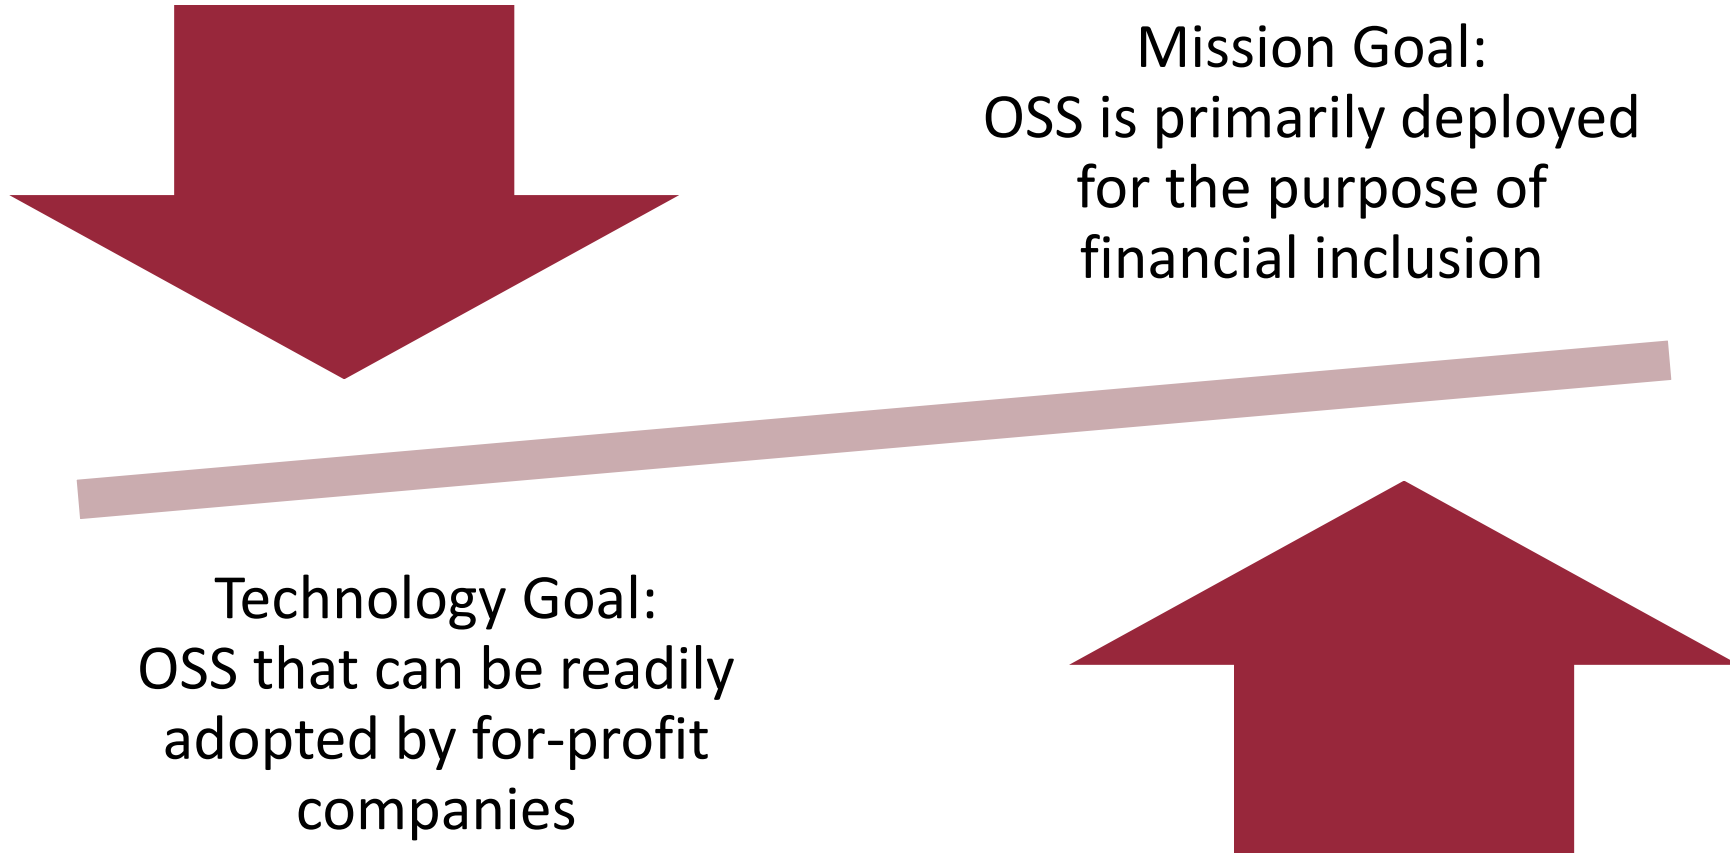 Mission Goal:
OSS is primarily deployed
for the purpose of
financial inclusion
Technology Goal:
OSS that can be readily
adopted by for-profit
companies